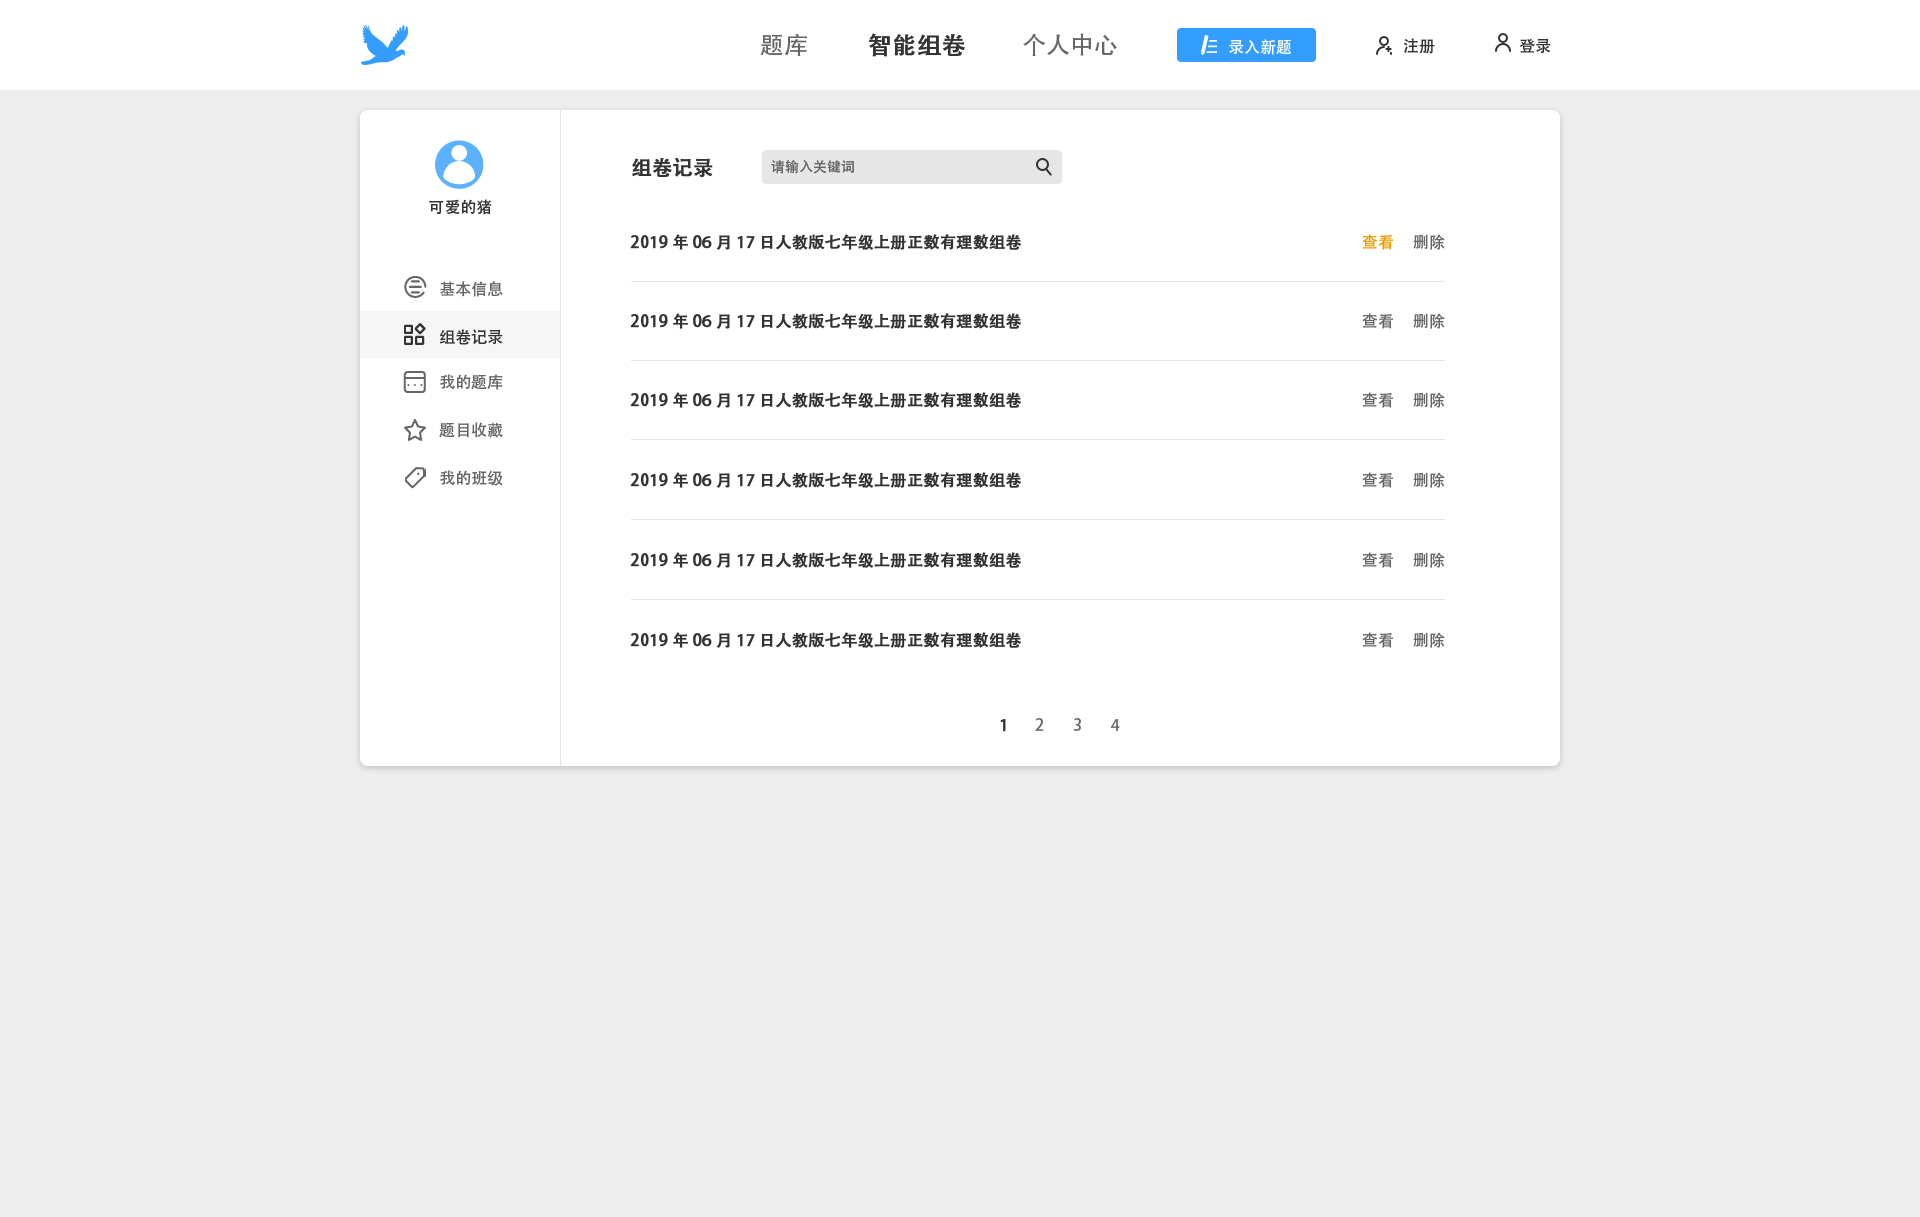 题库 智能组卷 个人中心 录入新题 注册 登录
可爱的猪
基本信息
组卷记录
我的题库
题目收藏
我的班级
组卷记录 请输入关键词
2019 年 06 月 17 日人教版七年级上册正数有理数组卷 查看 删除
2019 年 06 月 17 日人教版七年级上册正数有理数组卷 查看 删除
2019 年 06 月 17 日人教版七年级上册正数有理数组卷 查看 删除
2019 年 06 月 17 日人教版七年级上册正数有理数组卷 查看 删除
2019 年 06 月 17 日人教版七年级上册正数有理数组卷 查看 删除
2019 年 06 月 17 日人教版七年级上册正数有理数组卷 查看 删除
1 2 3 4